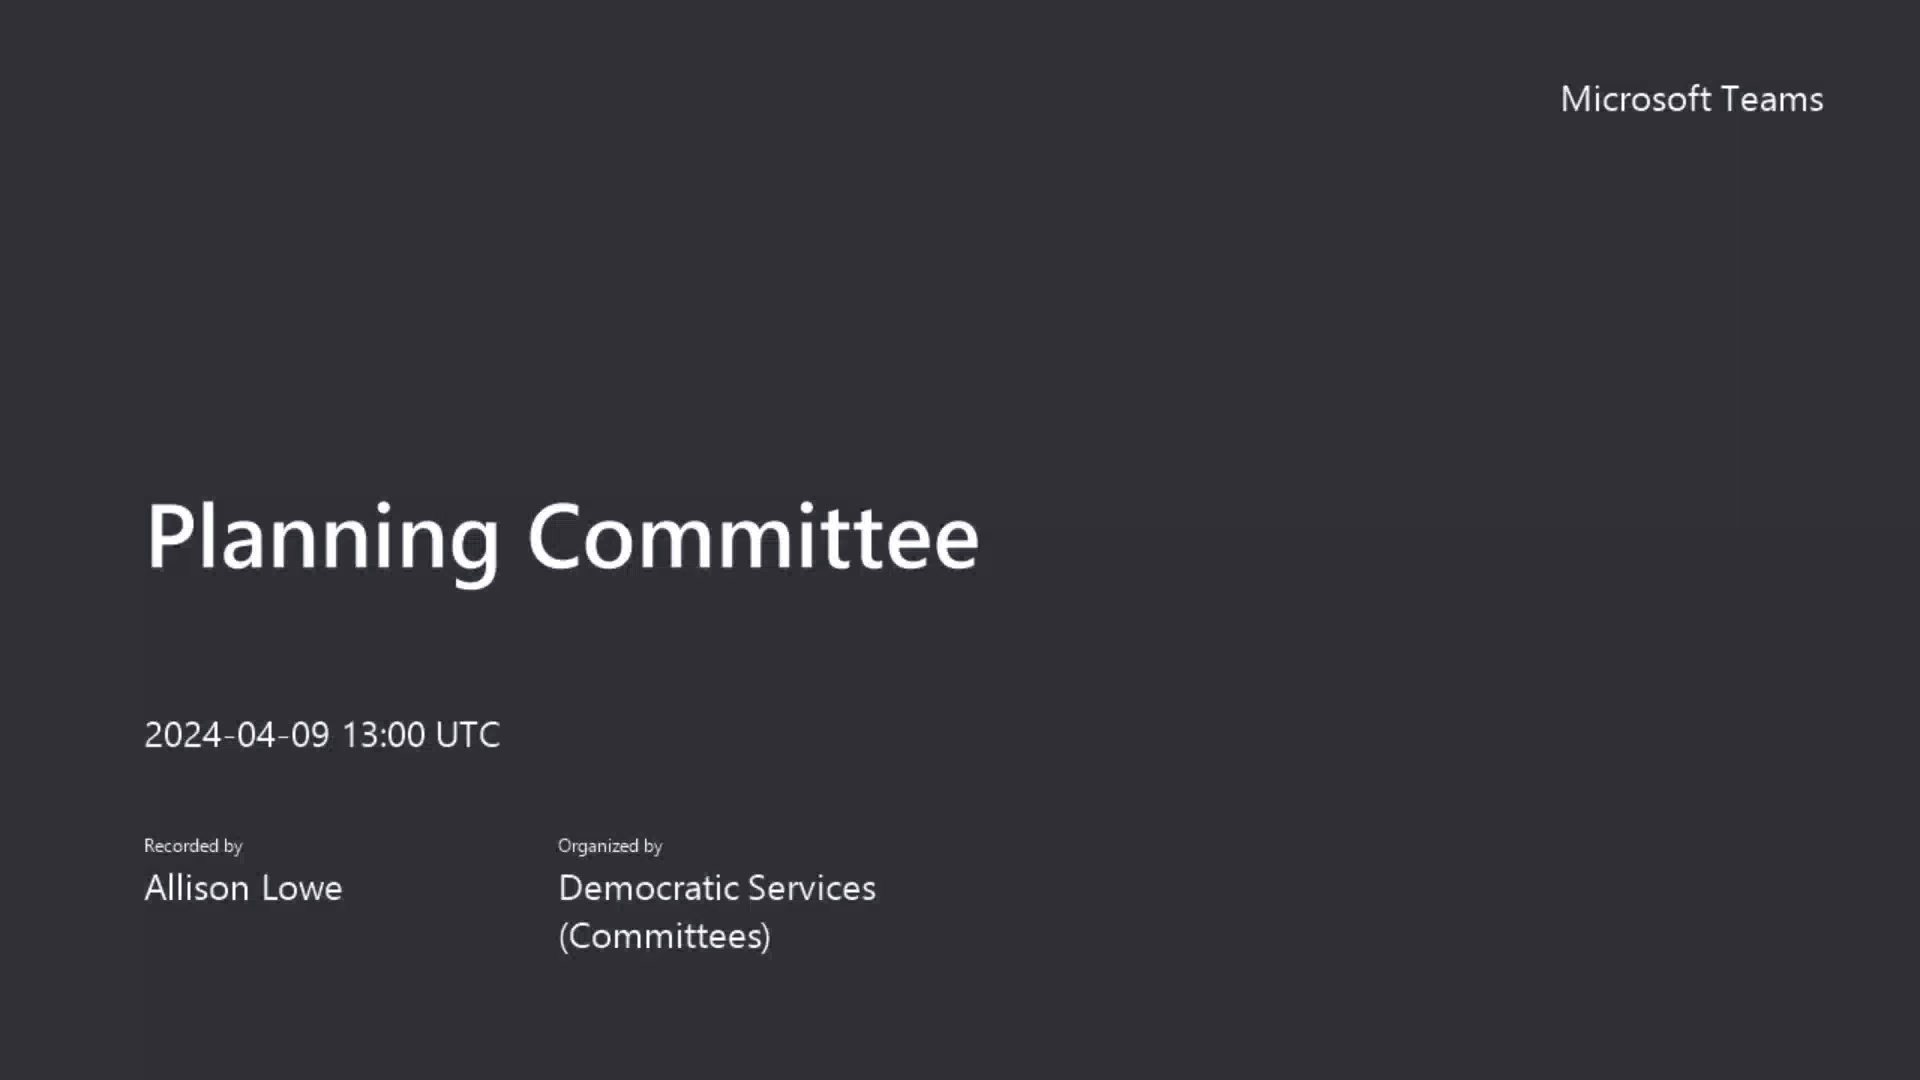 Microsoft Teams
Planning Committee
2024-04-09 13:00 UTC
Recorded by
Allison Lowe
Organized by
Democratic Services
(Committees)